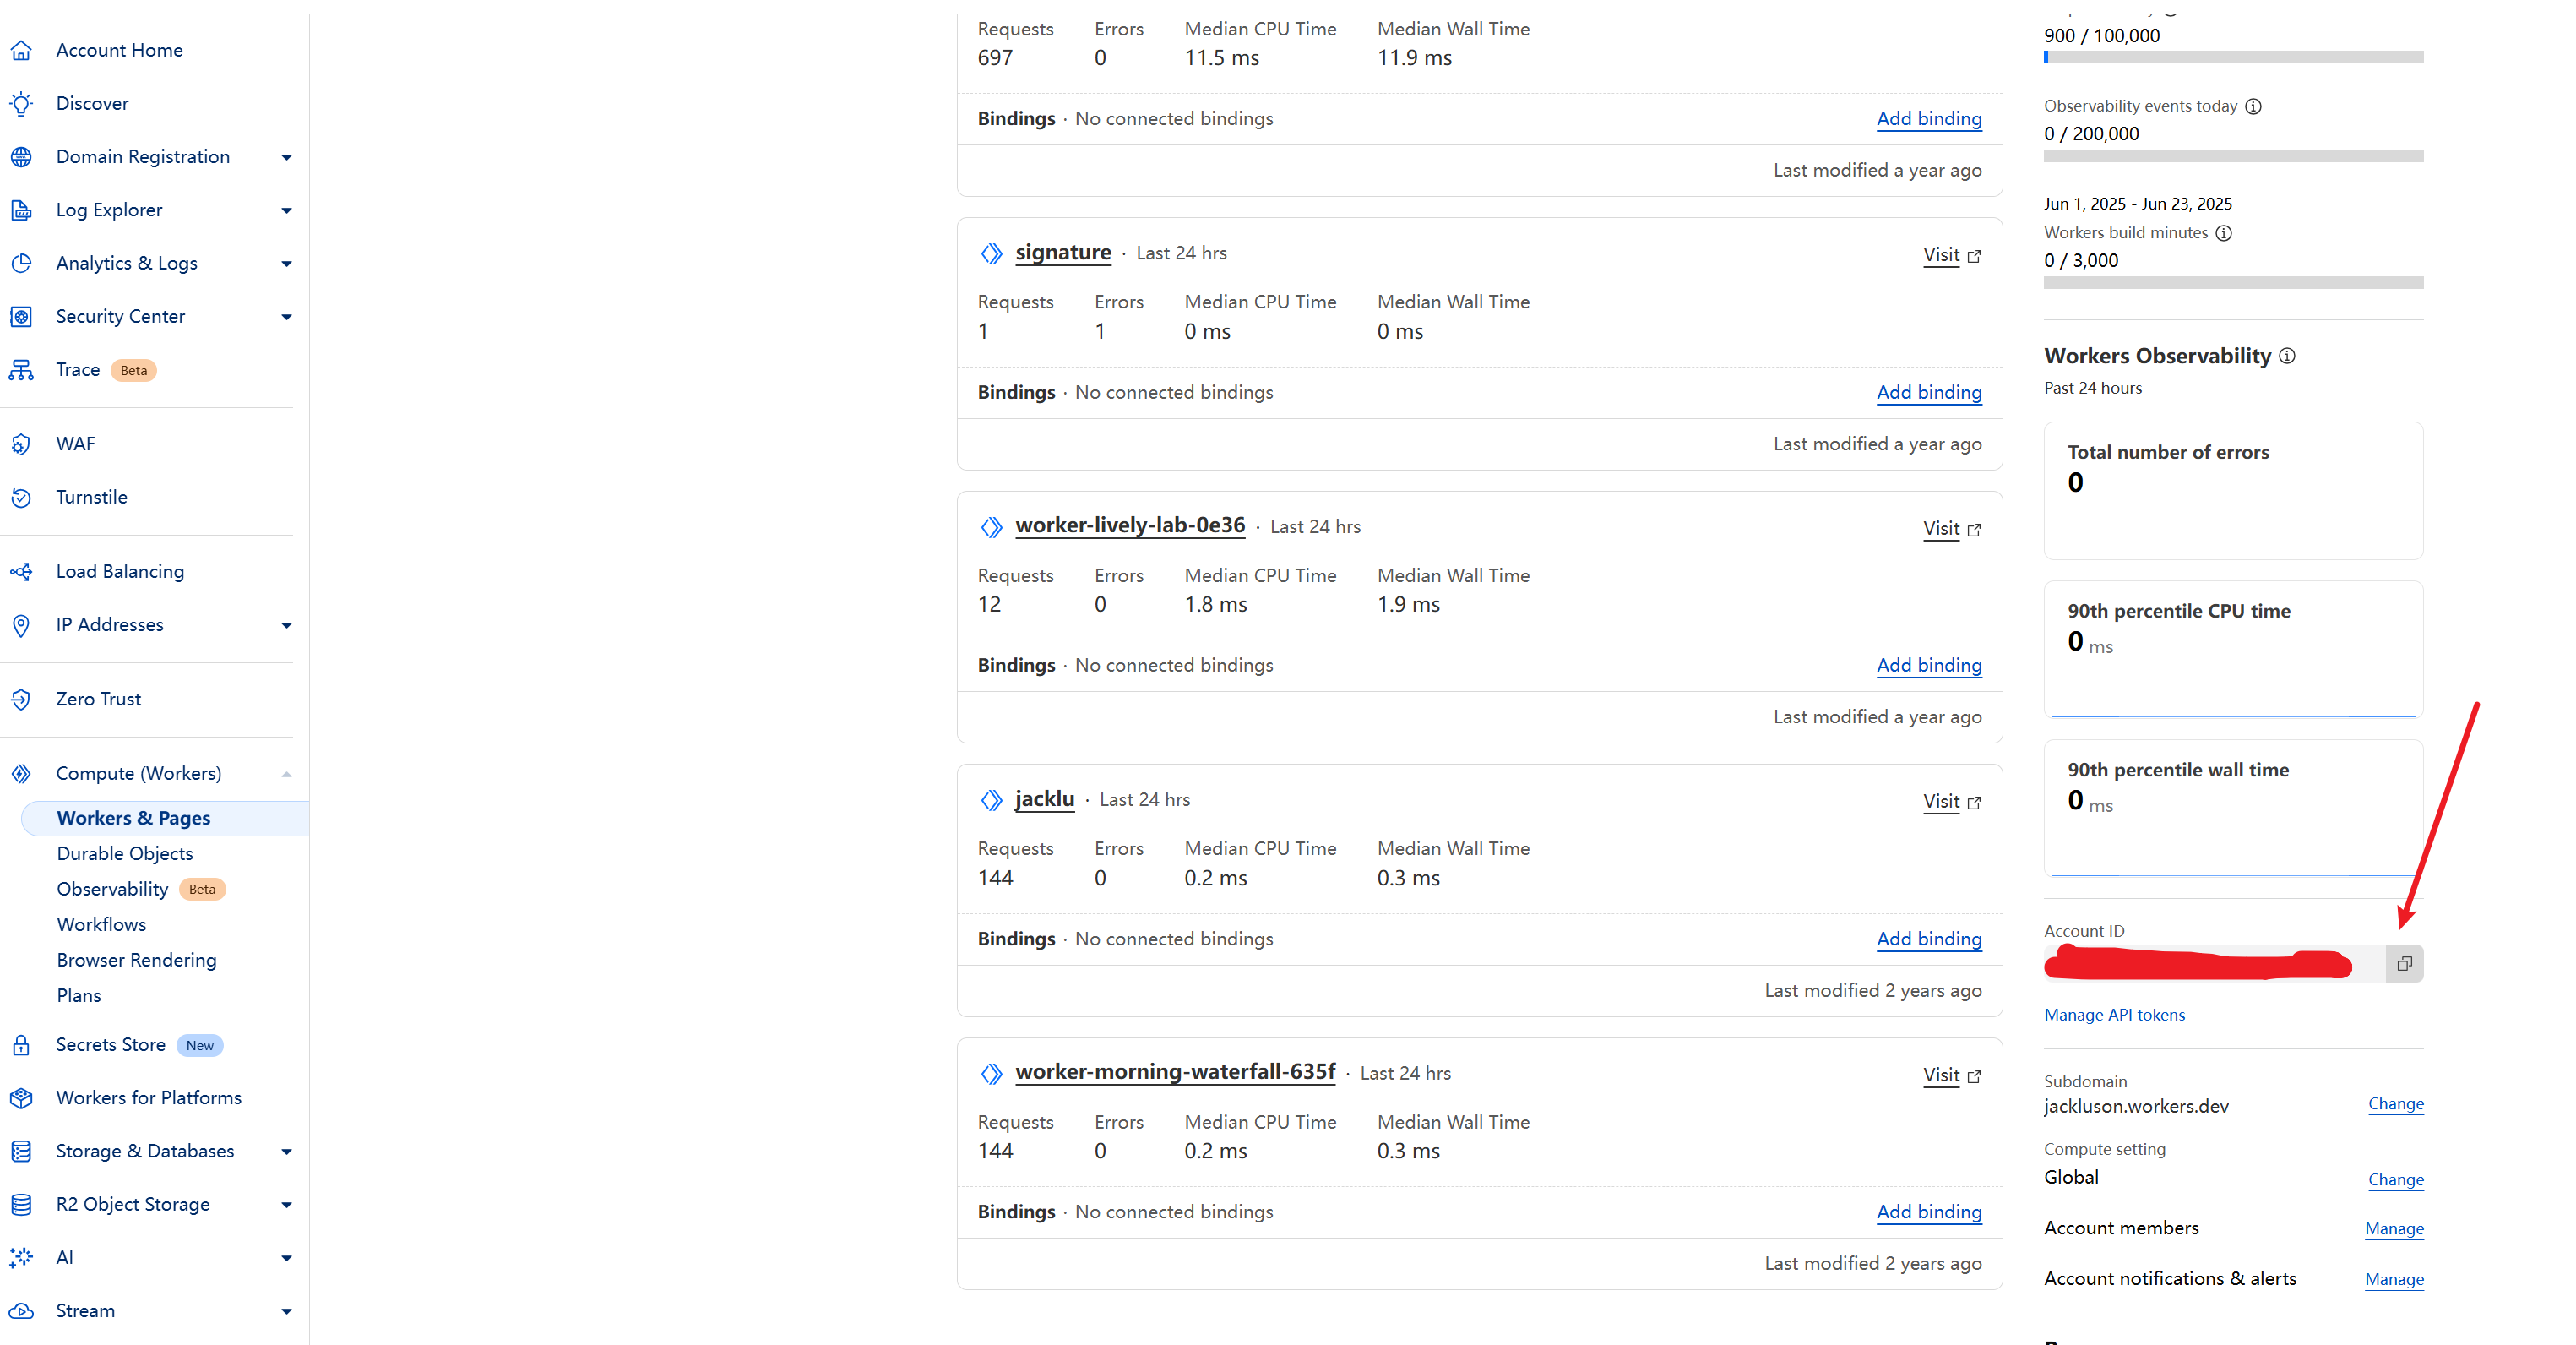 Account Home
Discover
Domain Registration
Log Explorer
Analytics & Logs
Security Center
Trace Beta
WAF
Turnstile
Load Balancing
IP Addresses
Zero Trust
Compute (Workers)
Workers & Pages
Durable Objects
Observability Beta
Workflows
Browser Rendering
Plans
Secrets Store New
Workers for Platforms
Storage & Databases
R2 Object Storage
AI
Stream
Requests Errors Median CPU Time Median Wall Time
697 0 11.5 ms 11.9 ms
Bindings · No connected bindings Add binding
Last modified a year ago
signature · Last 24 hrs Visit
Requests Errors Median CPU Time Median Wall Time
1 1 0 ms 0 ms
Bindings · No connected bindings Add binding
Last modified a year ago
worker-lively-lab-0e36 · Last 24 hrs Visit
Requests Errors Median CPU Time Median Wall Time
12 0 1.8 ms 1.9 ms
Bindings · No connected bindings Add binding
Last modified a year ago
jacklu · Last 24 hrs Visit
Requests Errors Median CPU Time Median Wall Time
144 0 0.2 ms 0.3 ms
Bindings · No connected bindings Add binding
Last modified 2 years ago
worker-morning-waterfall-635f · Last 24 hrs Visit
Requests Errors Median CPU Time Median Wall Time
144 0 0.2 ms 0.3 ms
Bindings · No connected bindings Add binding
Last modified 2 years ago
900 / 100,000
Observability events today
0 / 200,000
Jun 1, 2025 - Jun 23, 2025
Workers build minutes
0 / 3,000
Workers Observability
Past 24 hours
Total number of errors
0
90th percentile CPU time
0 ms
90th percentile wall time
0 ms
Account ID
Manage API tokens
Subdomain
jackluson.workers.dev Change
Compute setting
Global Change
Account members Manage
Account notifications & alerts Manage